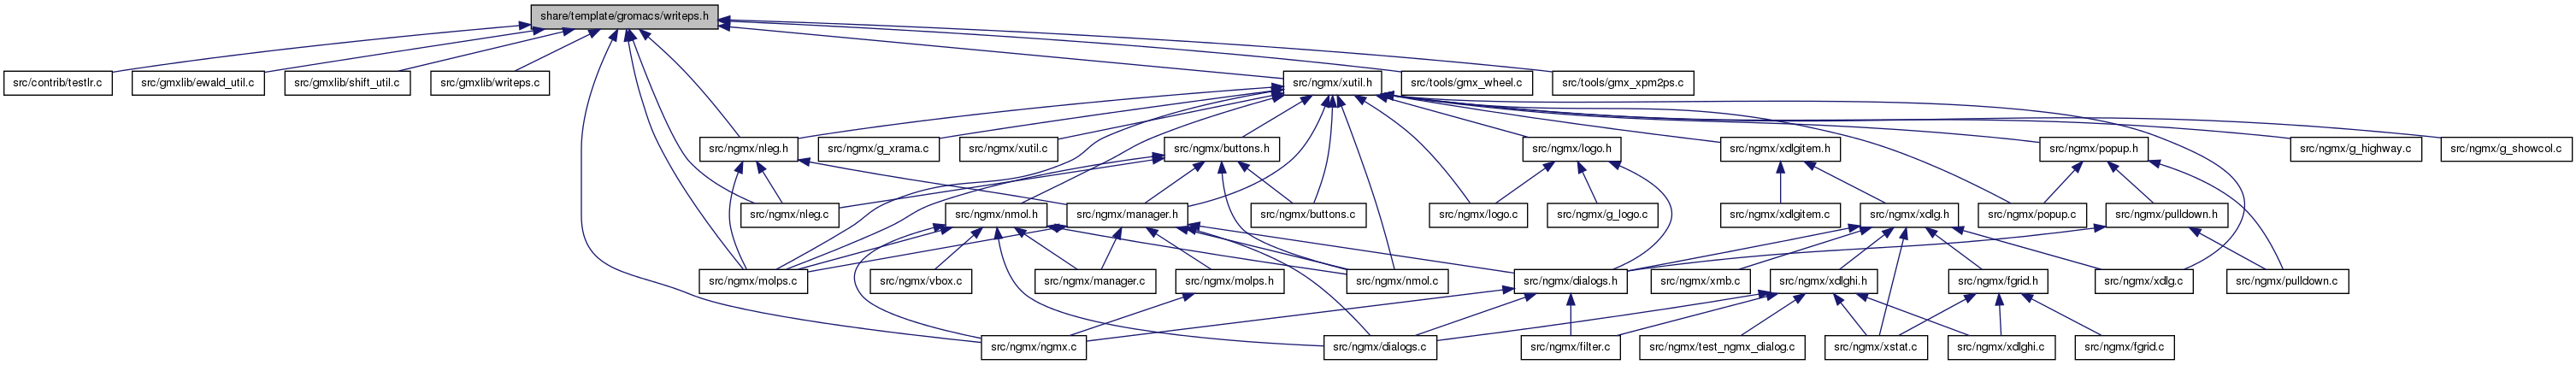 share/template/gromacs/writeps.h
src/contrib/testlr.c
src/gmxlib/ewald_util.c
src/gmxlib/shift_util.c
src/gmxlib/writeps.c
src/ngmx/xutil.h
src/tools/gmx_wheel.c
src/tools/gmx_xpm2ps.c
src/ngmx/nleg.h
src/ngmx/g_xrama.c
src/ngmx/xutil.c
src/ngmx/buttons.h
src/ngmx/logo.h
src/ngmx/xdlgitem.h
src/ngmx/popup.h
src/ngmx/g_highway.c
src/ngmx/g_showcol.c
src/ngmx/nleg.c
src/ngmx/nmol.h
src/ngmx/manager.h
src/ngmx/buttons.c
src/ngmx/logo.c
src/ngmx/g_logo.c
src/ngmx/xdlgitem.c
src/ngmx/xdlg.h
src/ngmx/popup.c
src/ngmx/pulldown.h
src/ngmx/molps.c
src/ngmx/vbox.c
src/ngmx/manager.c
src/ngmx/molps.h
src/ngmx/nmol.c
src/ngmx/dialogs.h
src/ngmx/xmb.c
src/ngmx/xdlghi.h
src/ngmx/fgrid.h
src/ngmx/xdlg.c
src/ngmx/pulldown.c
src/ngmx/ngmx.c
src/ngmx/dialogs.c
src/ngmx/filter.c
src/ngmx/test_ngmx_dialog.c
src/ngmx/xstat.c
src/ngmx/xdlghi.c
src/ngmx/fgrid.c